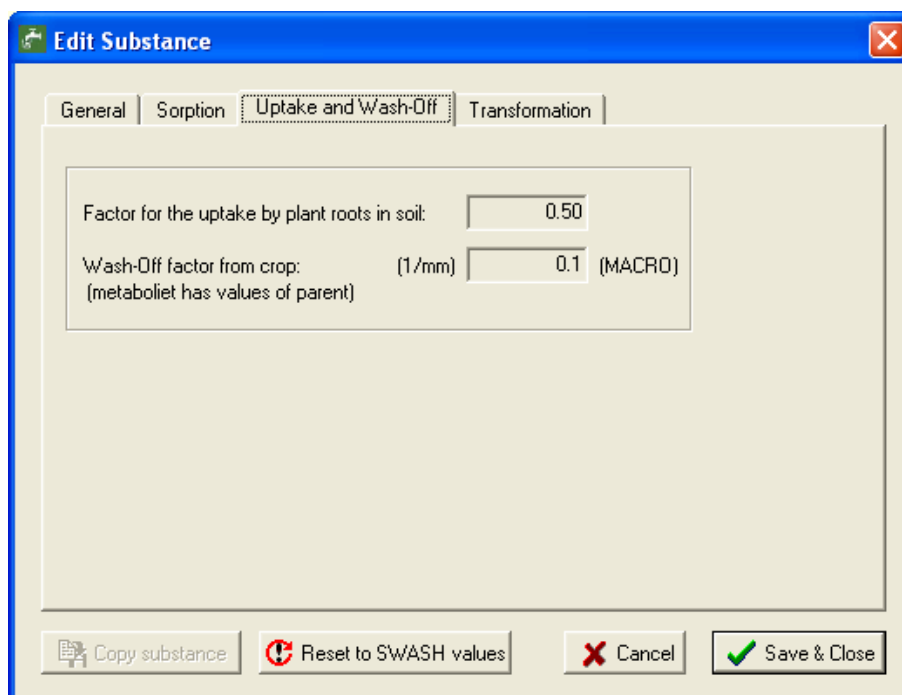 Edit Substance
General Sorption Uptake and Wash-Off Transformation
Factor for the uptake by plant roots in soil: 0.50
Wash-Off factor from crop: (1/mm) 0.1 (MACRO)
(metaboliet has values of parent)
Copy substance Reset to SWASH values Cancel Save & Close